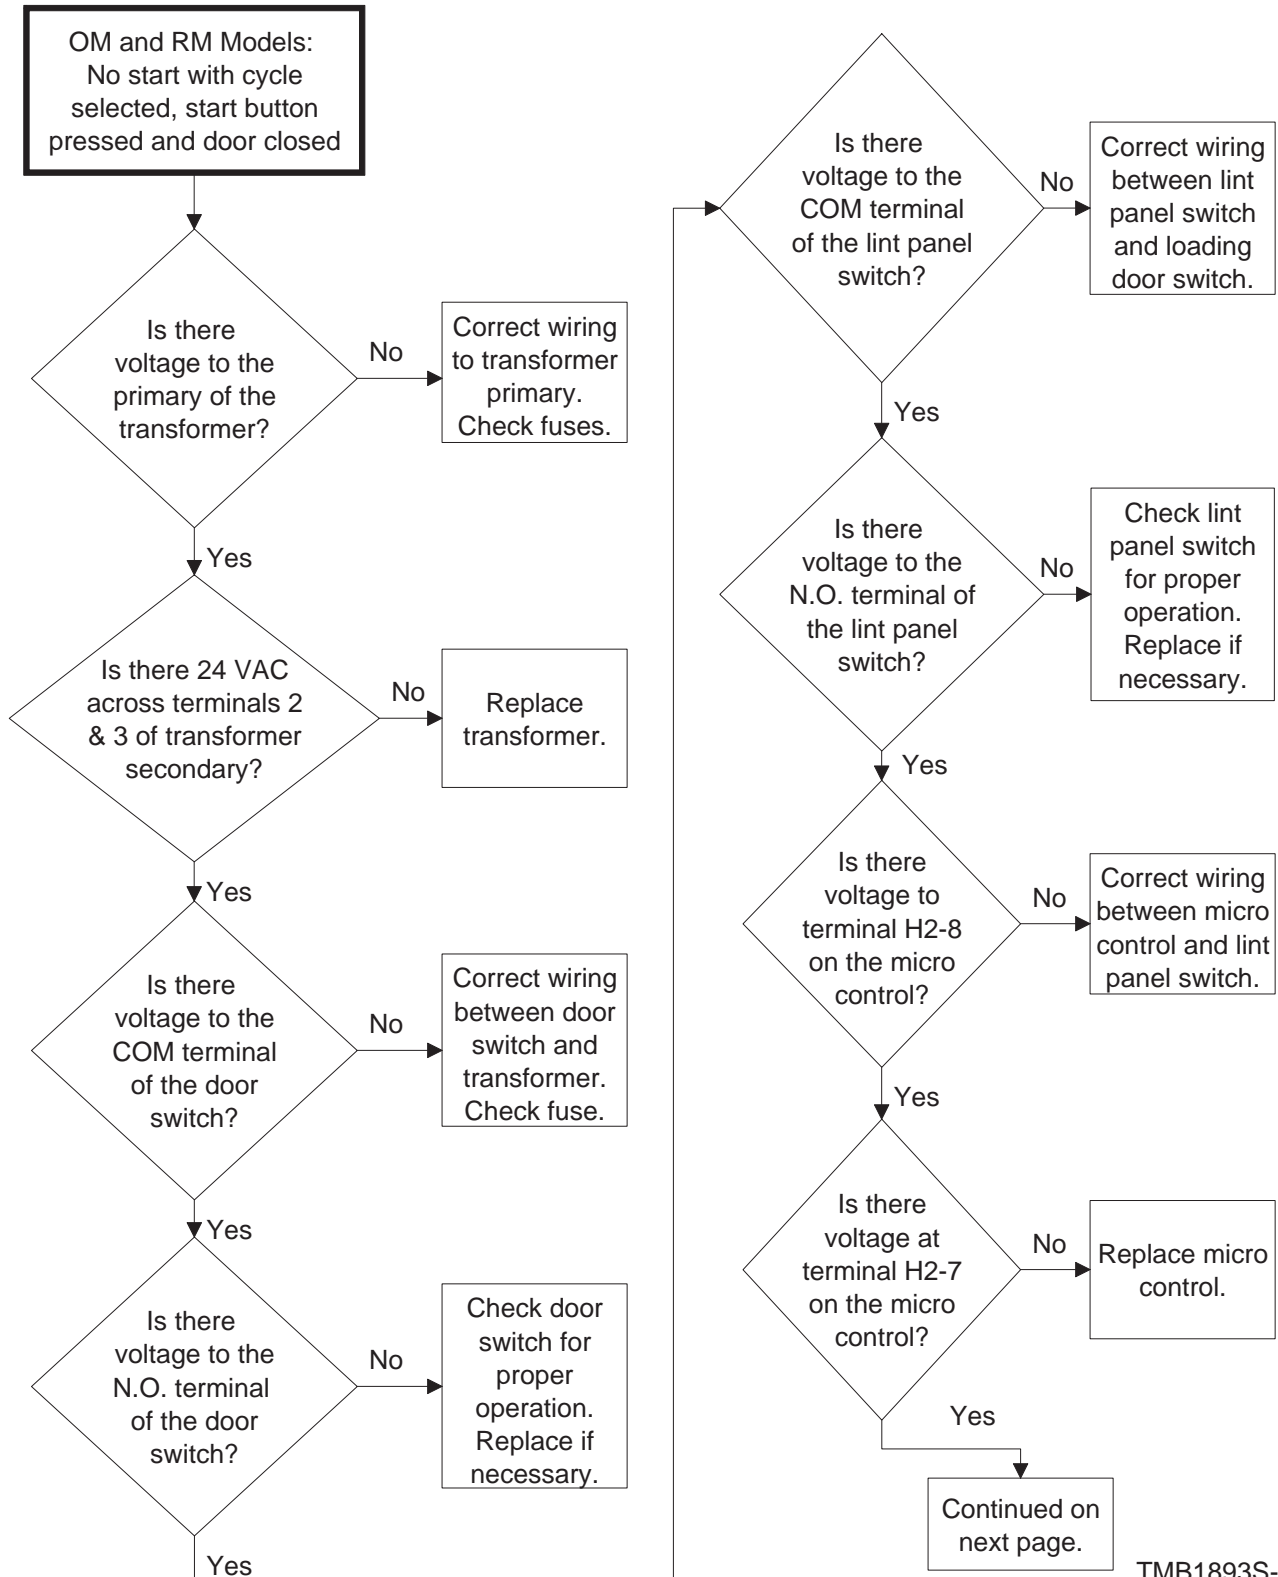 OM and RM Models:
No start with cycle
selected, start button
pressed and door closed
Is there
voltage to the
primary of the
transformer?
No
Correct wiring
to transformer
primary.
Check fuses.
Yes
Is there 24 VAC
across terminals 2
& 3 of transformer
secondary?
No
Replace
transformer.
Yes
Is there
voltage to the
COM terminal
of the door
switch?
No
Correct wiring
between door
switch and
transformer.
Check fuse.
Yes
Is there
voltage to the
N.O. terminal
of the door
switch?
No
Check door
switch for
proper
operation.
Replace if
necessary.
Yes
Is there
voltage to the
COM terminal
of the lint panel
switch?
No
Correct wiring
between lint
panel switch
and loading
door switch.
Yes
Is there
voltage to the
N.O. terminal of
the lint panel
switch?
No
Check lint
panel switch
for proper
operation.
Replace if
necessary.
Yes
Is there
voltage to
terminal H2-8
on the micro
control?
No
Correct wiring
between micro
control and lint
panel switch.
Yes
Is there
voltage at
terminal H2-7
on the micro
control?
No
Replace micro
control.
Yes
Continued on
next page.
TMB1893S-